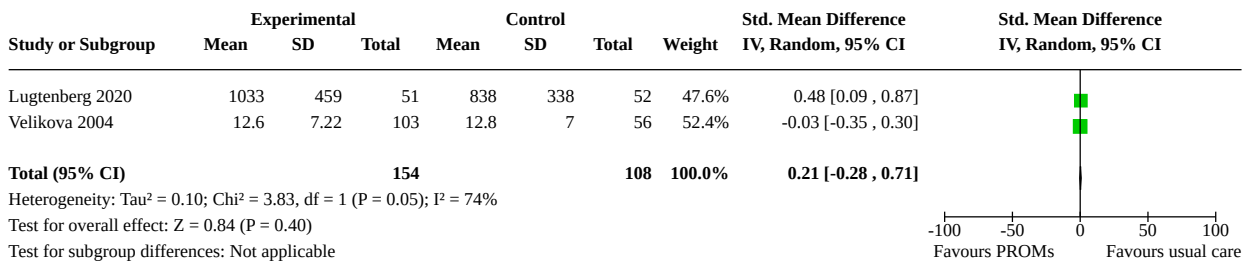 Experimental Control Std. Mean Difference Std. Mean Difference
Study or Subgroup Mean SD Total Mean SD Total Weight IV, Random, 95% CI IV, Random, 95% CI
Lugtenberg 2020 1033 459 51 838 338 52 47.6% 0.48 [0.09 , 0.87]
Velikova 2004 12.6 7.22 103 12.8 7 56 52.4% -0.03 [-0.35 , 0.30]
Total (95% CI) 154 108 100.0% 0.21 [-0.28 , 0.71]
Heterogeneity: Tau² = 0.10; Chi² = 3.83, df = 1 (P = 0.05); I² = 74%
Test for overall effect: Z = 0.84 (P = 0.40)
-100 -50 0 50 100
Test for subgroup differences: Not applicable
Favours PROMs Favours usual care